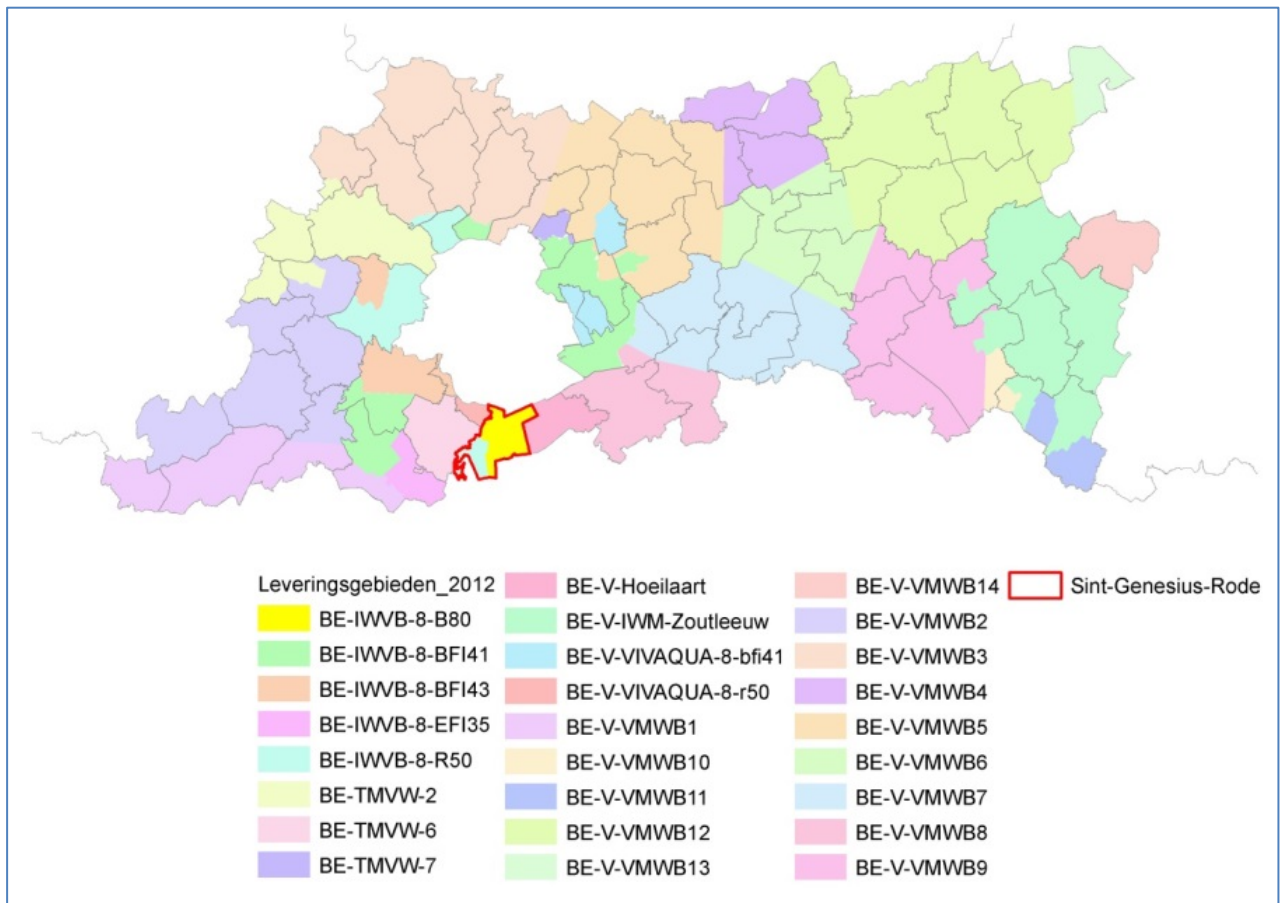 Leveringsgebieden_2012
BE-IWVB-8-B80
BE-IWVB-8-BFI41
BE-IWVB-8-BFI43
BE-IWVB-8-EFI35
BE-IWVB-8-R50
BE-TMVW-2
BE-TMVW-6
BE-TMVW-7
BE-V-Hoeilaart
BE-V-IWM-Zoutleeuw
BE-V-VIVAQUA-8-bfi41
BE-V-VIVAQUA-8-r50
BE-V-VMWB1
BE-V-VMWB10
BE-V-VMWB11
BE-V-VMWB12
BE-V-VMWB13
BE-V-VMWB14
BE-V-VMWB2
BE-V-VMWB3
BE-V-VMWB4
BE-V-VMWB5
BE-V-VMWB6
BE-V-VMWB7
BE-V-VMWB8
BE-V-VMWB9
Sint-Genesius-Rode